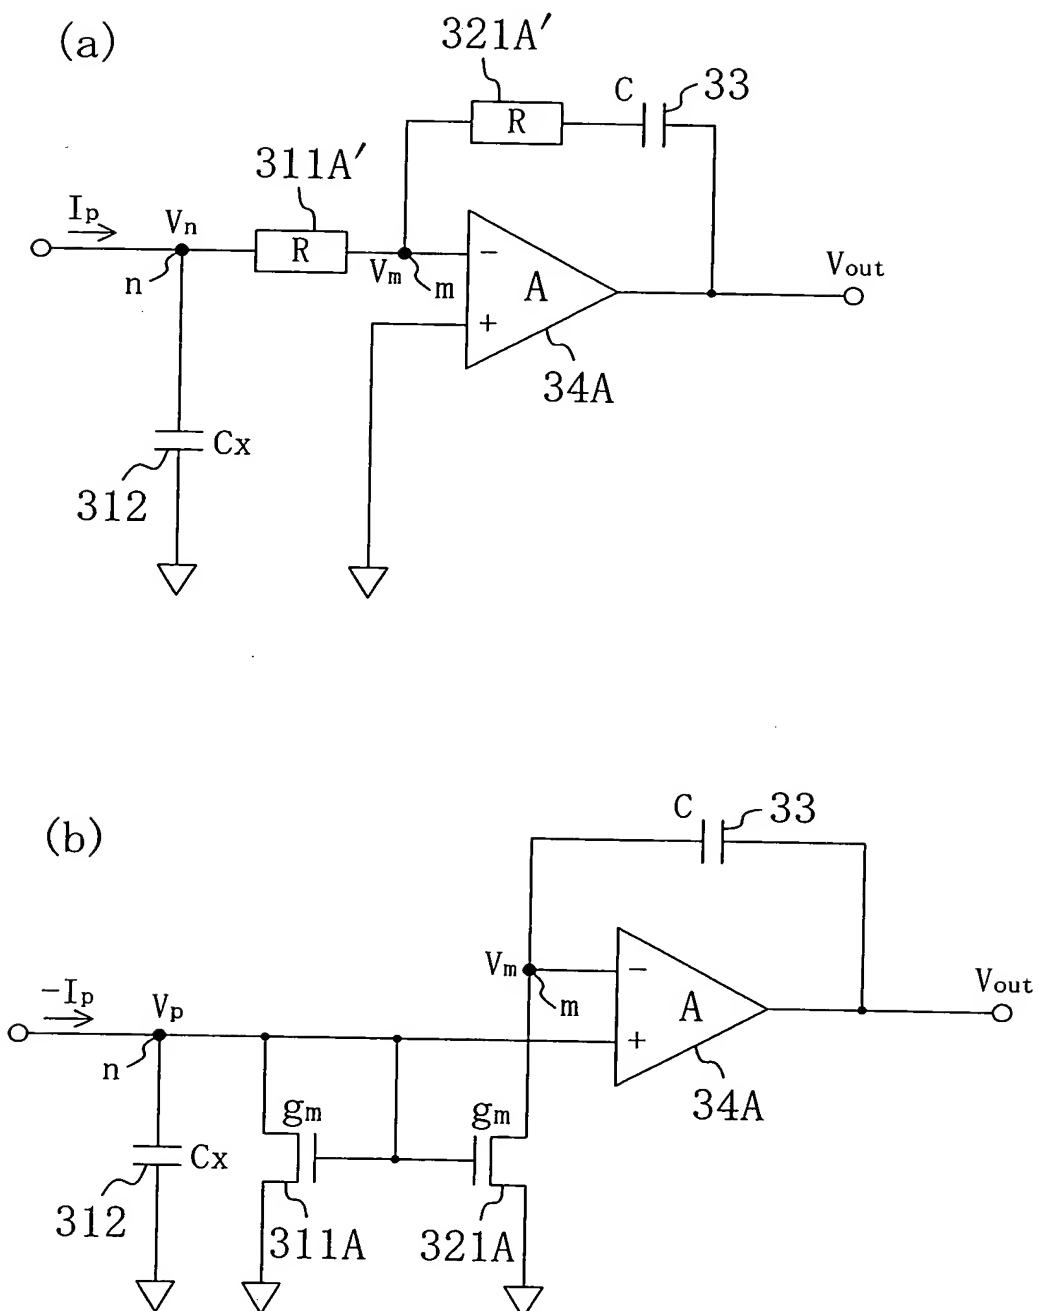 (a)
321A′
C
33
R
311A′
Ip
Vn
R
n
Vm
m
−
A
+
Vout
34A
Cx
312
(b)
C
33
Vm
−
m
A
+
Vout
34A
-Ip
Vp
n
gm
gm
Cx
312
311A
321A